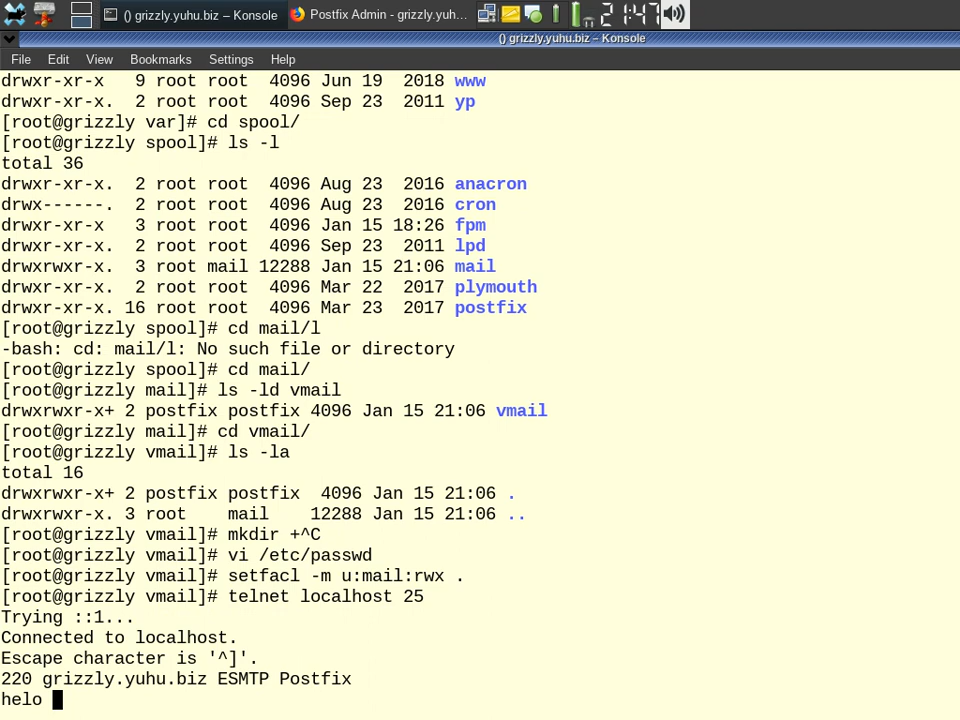 () grizzly.yuhu.biz – Konsole
Postfix Admin - grizzly.yuh...
21:47
() grizzly.yuhu.biz – Konsole
File Edit View Bookmarks Settings Help
drwxr-xr-x   9 root root  4096 Jun 19  2018 www
drwxr-xr-x.  2 root root  4096 Sep 23  2011 yp
[root@grizzly var]# cd spool/
[root@grizzly spool]# ls -l
total 36
drwxr-xr-x.  2 root root  4096 Aug 23  2016 anacron
drwx------.  2 root root  4096 Aug 23  2016 cron
drwxr-xr-x   3 root root  4096 Jan 15 18:26 fpm
drwxr-xr-x.  2 root root  4096 Sep 23  2011 lpd
drwxrwxr-x.  3 root mail 12288 Jan 15 21:06 mail
drwxr-xr-x.  2 root root  4096 Mar 22  2017 plymouth
drwxr-xr-x. 16 root root  4096 Mar 23  2017 postfix
[root@grizzly spool]# cd mail/l
-bash: cd: mail/l: No such file or directory
[root@grizzly spool]# cd mail/
[root@grizzly mail]# ls -ld vmail
drwxrwxr-x+ 2 postfix postfix 4096 Jan 15 21:06 vmail
[root@grizzly mail]# cd vmail/
[root@grizzly vmail]# ls -la
total 16
drwxrwxr-x+ 2 postfix postfix  4096 Jan 15 21:06 .
drwxrwxr-x. 3 root    mail    12288 Jan 15 21:06 ..
[root@grizzly vmail]# mkdir +^C
[root@grizzly vmail]# vi /etc/passwd
[root@grizzly vmail]# setfacl -m u:mail:rwx .
[root@grizzly vmail]# telnet localhost 25
Trying ::1...
Connected to localhost.
Escape character is '^]'.
220 grizzly.yuhu.biz ESMTP Postfix
helo